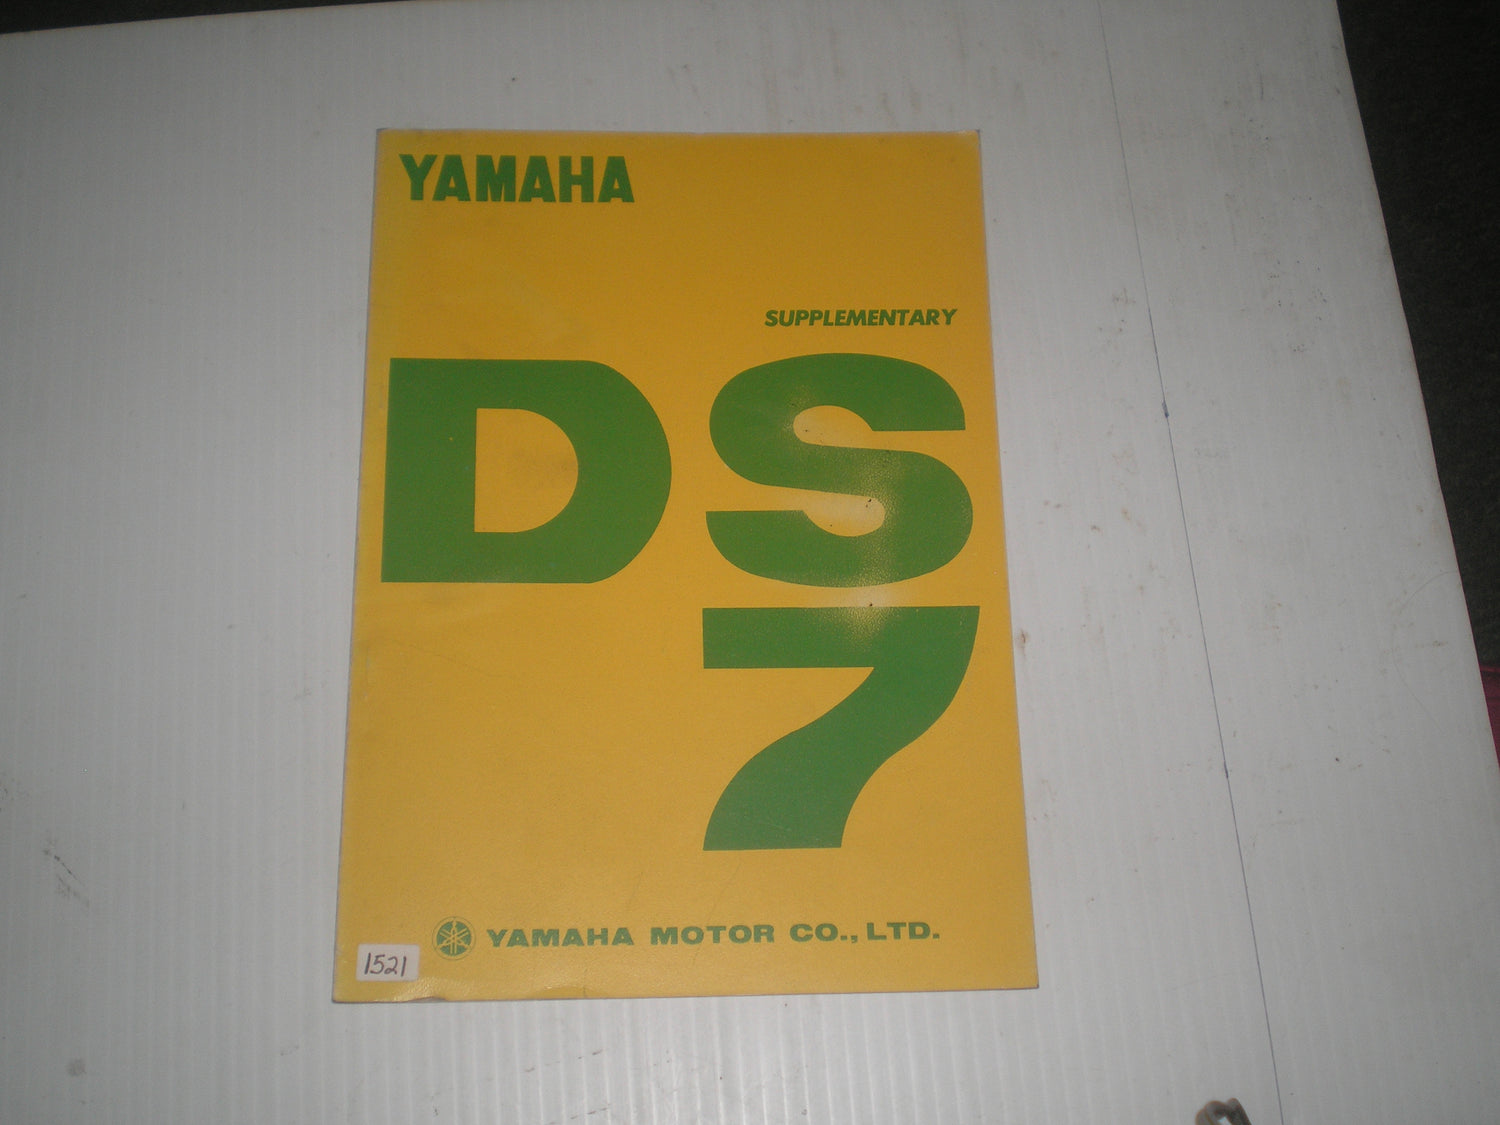 YAMAHA
SUPPLEMENTARY
DS
7
YAMAHA MOTOR CO., LTD.
1521